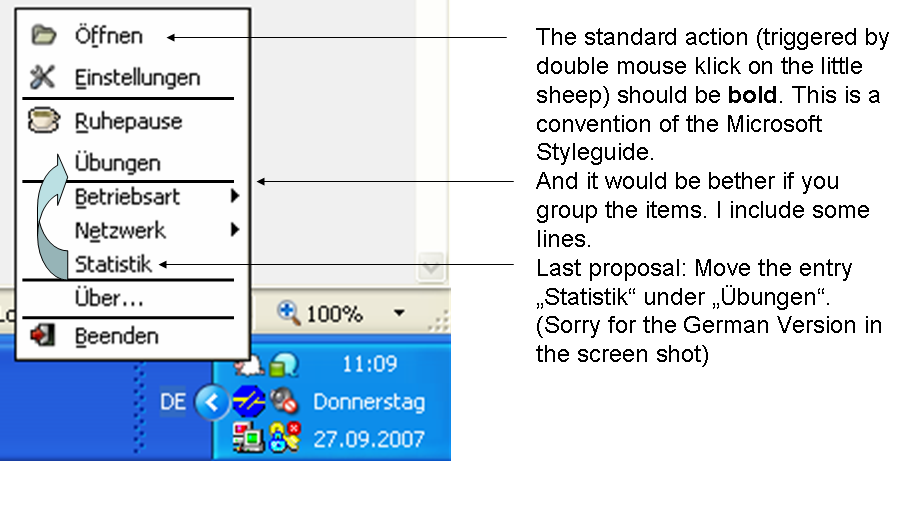 Öffnen
Einstellungen
Ruhepause
Übungen
Betriebsart
Netzwerk
Statistik
Über...
Beenden
100%
11:09
DE
Donnerstag
27.09.2007
The standard action (triggered by
double mouse klick on the little
sheep) should be bold. This is a
convention of the Microsoft
Styleguide.
And it would be bether if you
group the items. I include some
lines.
Last proposal: Move the entry
„Statistik“ under „Übungen“.
(Sorry for the German Version in
the screen shot)